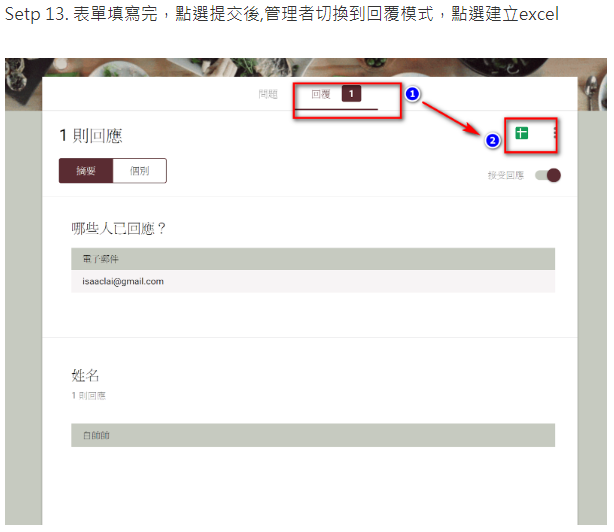 Setp 13. 表單填寫完，點選提交後,管理者切換到回覆模式，點選建立excel
問題 回覆 1
1
2
1 則回應
摘要 個別
接受回應
哪些人已回應？
電子郵件
isaaclai@gmail.com
姓名
1 則回應
自帥帥